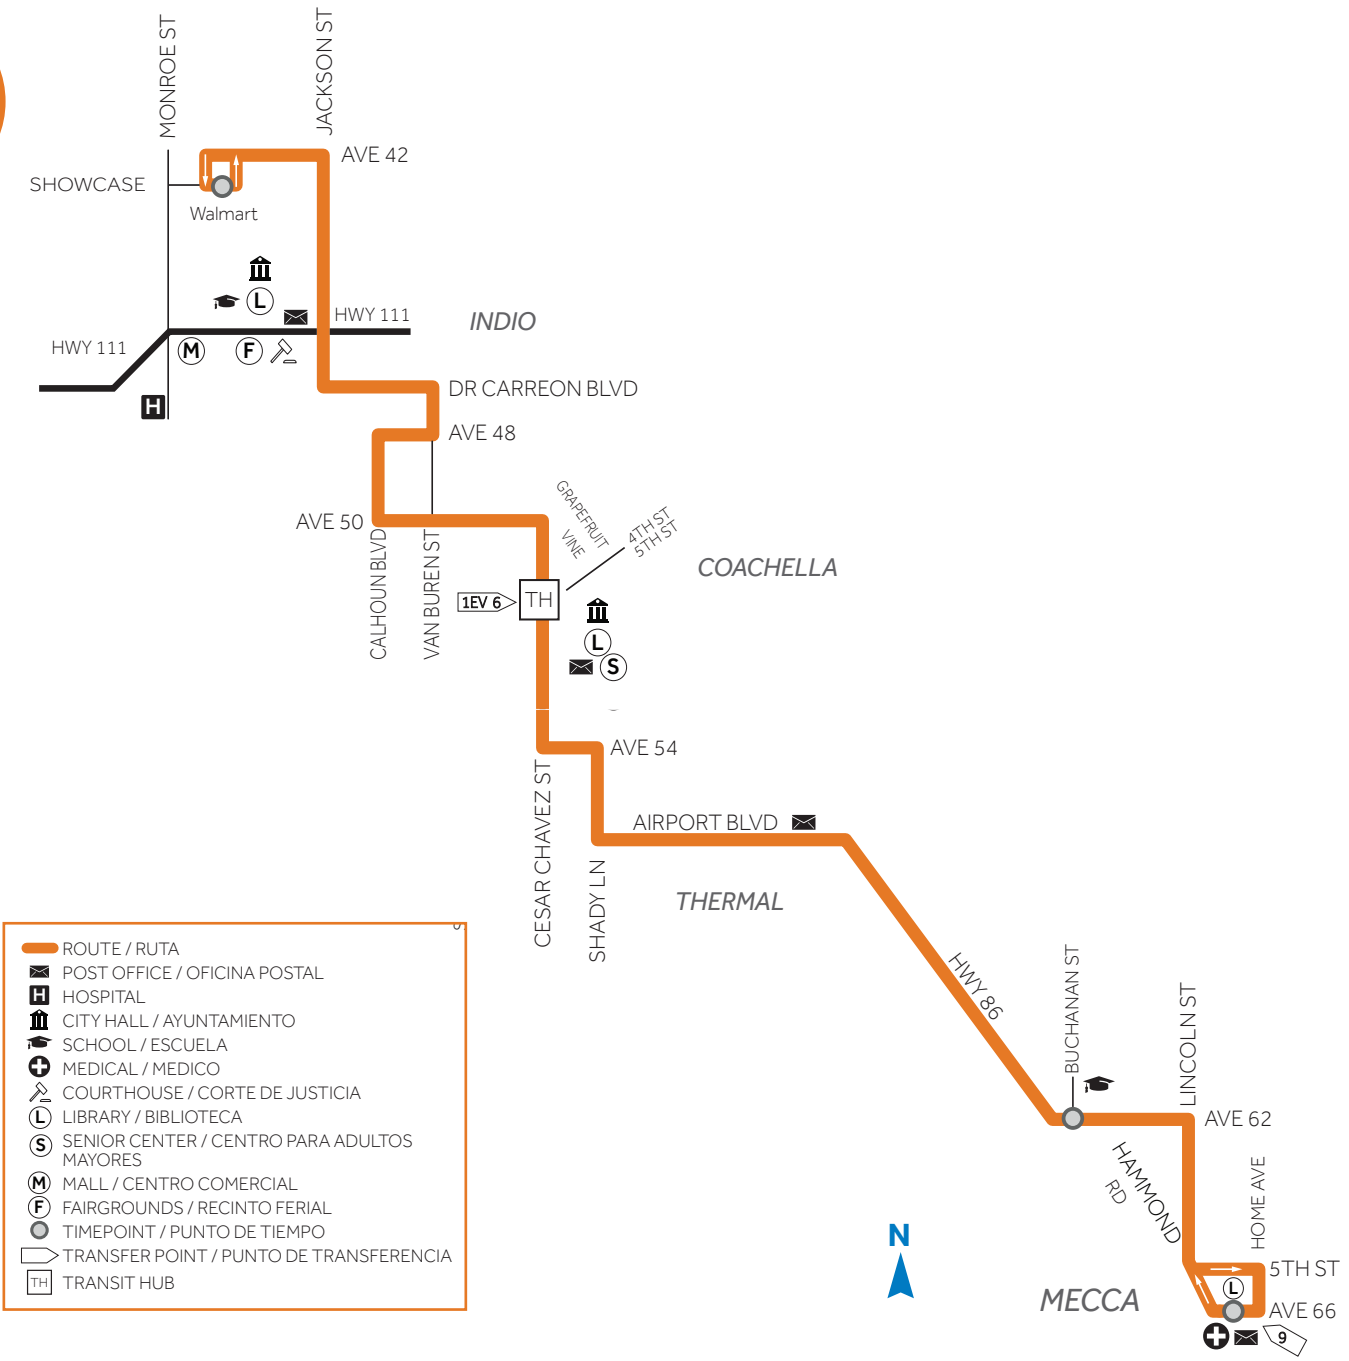 MONROE ST
JACKSON ST
AVE 42
SHOWCASE
Walmart
L
HWY 111
INDIO
HWY 111
M
F
H
DR CARREON BLVD
AVE 48
AVE 50
CALHOUN BLVD
VAN BUREN ST
GRAPEFRUIT
VINE
4TH ST
5TH ST
COACHELLA
1EV 6
TH
L
S
AVE 54
CESAR CHAVEZ ST
SHADY LN
AIRPORT BLVD
THERMAL
HWY 86
BUCHANAN ST
LINCOLN ST
AVE 62
HAMMOND
RD
HOME AVE
5TH ST
L
AVE 66
MECCA
9
N
ROUTE / RUTA
POST OFFICE / OFICINA POSTAL
H HOSPITAL
CITY HALL / AYUNTAMIENTO
SCHOOL / ESCUELA
MEDICAL / MEDICO
COURTHOUSE / CORTE DE JUSTICIA
L LIBRARY / BIBLIOTECA
S SENIOR CENTER / CENTRO PARA ADULTOS
MAYORES
M MALL / CENTRO COMERCIAL
F FAIRGROUNDS / RECINTO FERIAL
TIMEPOINT / PUNTO DE TIEMPO
TRANSFER POINT / PUNTO DE TRANSFERENCIA
TH TRANSIT HUB